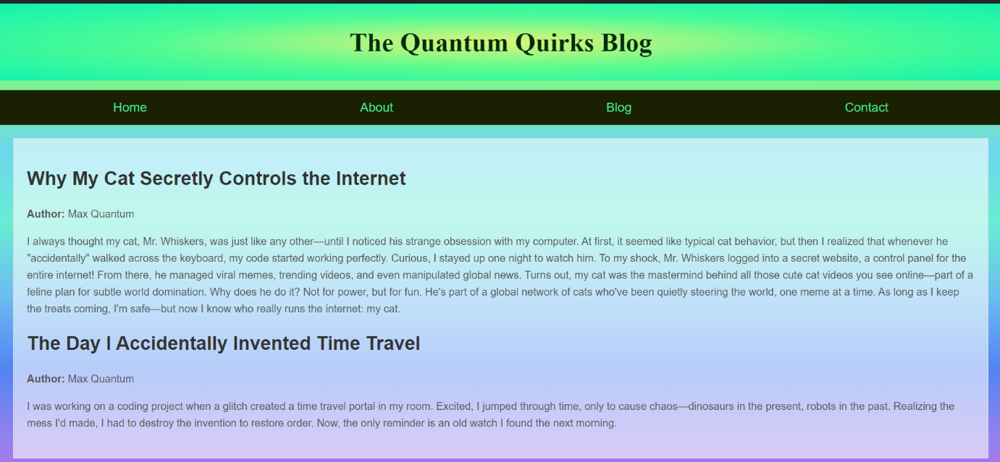 The Quantum Quirks Blog
Home
About
Blog
Contact
Why My Cat Secretly Controls the Internet
Author: Max Quantum
I always thought my cat, Mr. Whiskers, was just like any other—until I noticed his strange obsession with my computer. At first, it seemed like typical cat behavior, but then I realized that whenever he
"accidentally" walked across the keyboard, my code started working perfectly. Curious, I stayed up one night to watch him. To my shock, Mr. Whiskers logged into a secret website, a control panel for the
entire internet! From there, he managed viral memes, trending videos, and even manipulated global news. Turns out, my cat was the mastermind behind all those cute cat videos you see online—part of a
feline plan for subtle world domination. Why does he do it? Not for power, but for fun. He's part of a global network of cats who've been quietly steering the world, one meme at a time. As long as I keep
the treats coming, I'm safe—but now I know who really runs the internet: my cat.
The Day I Accidentally Invented Time Travel
Author: Max Quantum
I was working on a coding project when a glitch created a time travel portal in my room. Excited, I jumped through time, only to cause chaos—dinosaurs in the present, robots in the past. Realizing the
mess I'd made, I had to destroy the invention to restore order. Now, the only reminder is an old watch I found the next morning.